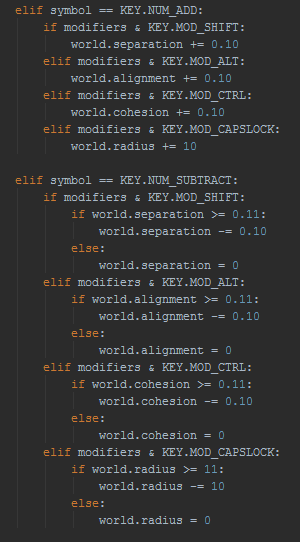 elif symbol == KEY.NUM_ADD:
    if modifiers & KEY.MOD_SHIFT:
        world.separation += 0.10
    elif modifiers & KEY.MOD_ALT:
        world.alignment += 0.10
    elif modifiers & KEY.MOD_CTRL:
        world.cohesion += 0.10
    elif modifiers & KEY.MOD_CAPSLOCK:
        world.radius += 10

elif symbol == KEY.NUM_SUBTRACT:
    if modifiers & KEY.MOD_SHIFT:
        if world.separation >= 0.11:
            world.separation -= 0.10
        else:
            world.separation = 0
    elif modifiers & KEY.MOD_ALT:
        if world.alignment >= 0.11:
            world.alignment -= 0.10
        else:
            world.alignment = 0
    elif modifiers & KEY.MOD_CTRL:
        if world.cohesion >= 0.11:
            world.cohesion -= 0.10
        else:
            world.cohesion = 0
    elif modifiers & KEY.MOD_CAPSLOCK:
        if world.radius >= 11:
            world.radius -= 10
        else:
            world.radius = 0